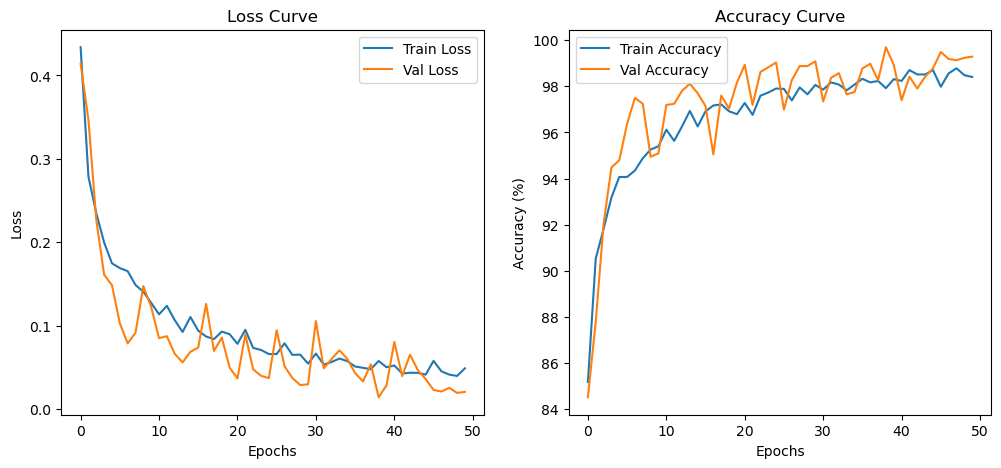 Loss Curve
Train Loss
Val Loss
0.4
0.3
0.2
0.1
0.0
Loss
0 10 20 30 40 50
Epochs
Accuracy Curve
Train Accuracy
Val Accuracy
100
98
96
94
92
90
88
86
84
Accuracy (%)
0 10 20 30 40 50
Epochs